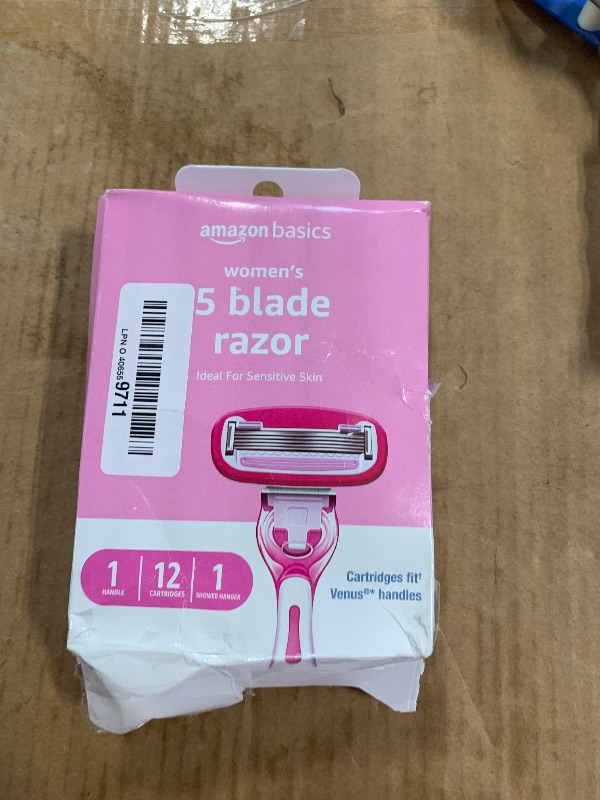 amazon basics
women's
5 blade
razor
Ideal For Sensitive Skin
LPN O 406559711
1 HANDLE
12 CARTRIDGES
1 SHOWER HANGER
Cartridges fit†
Venus®* handles